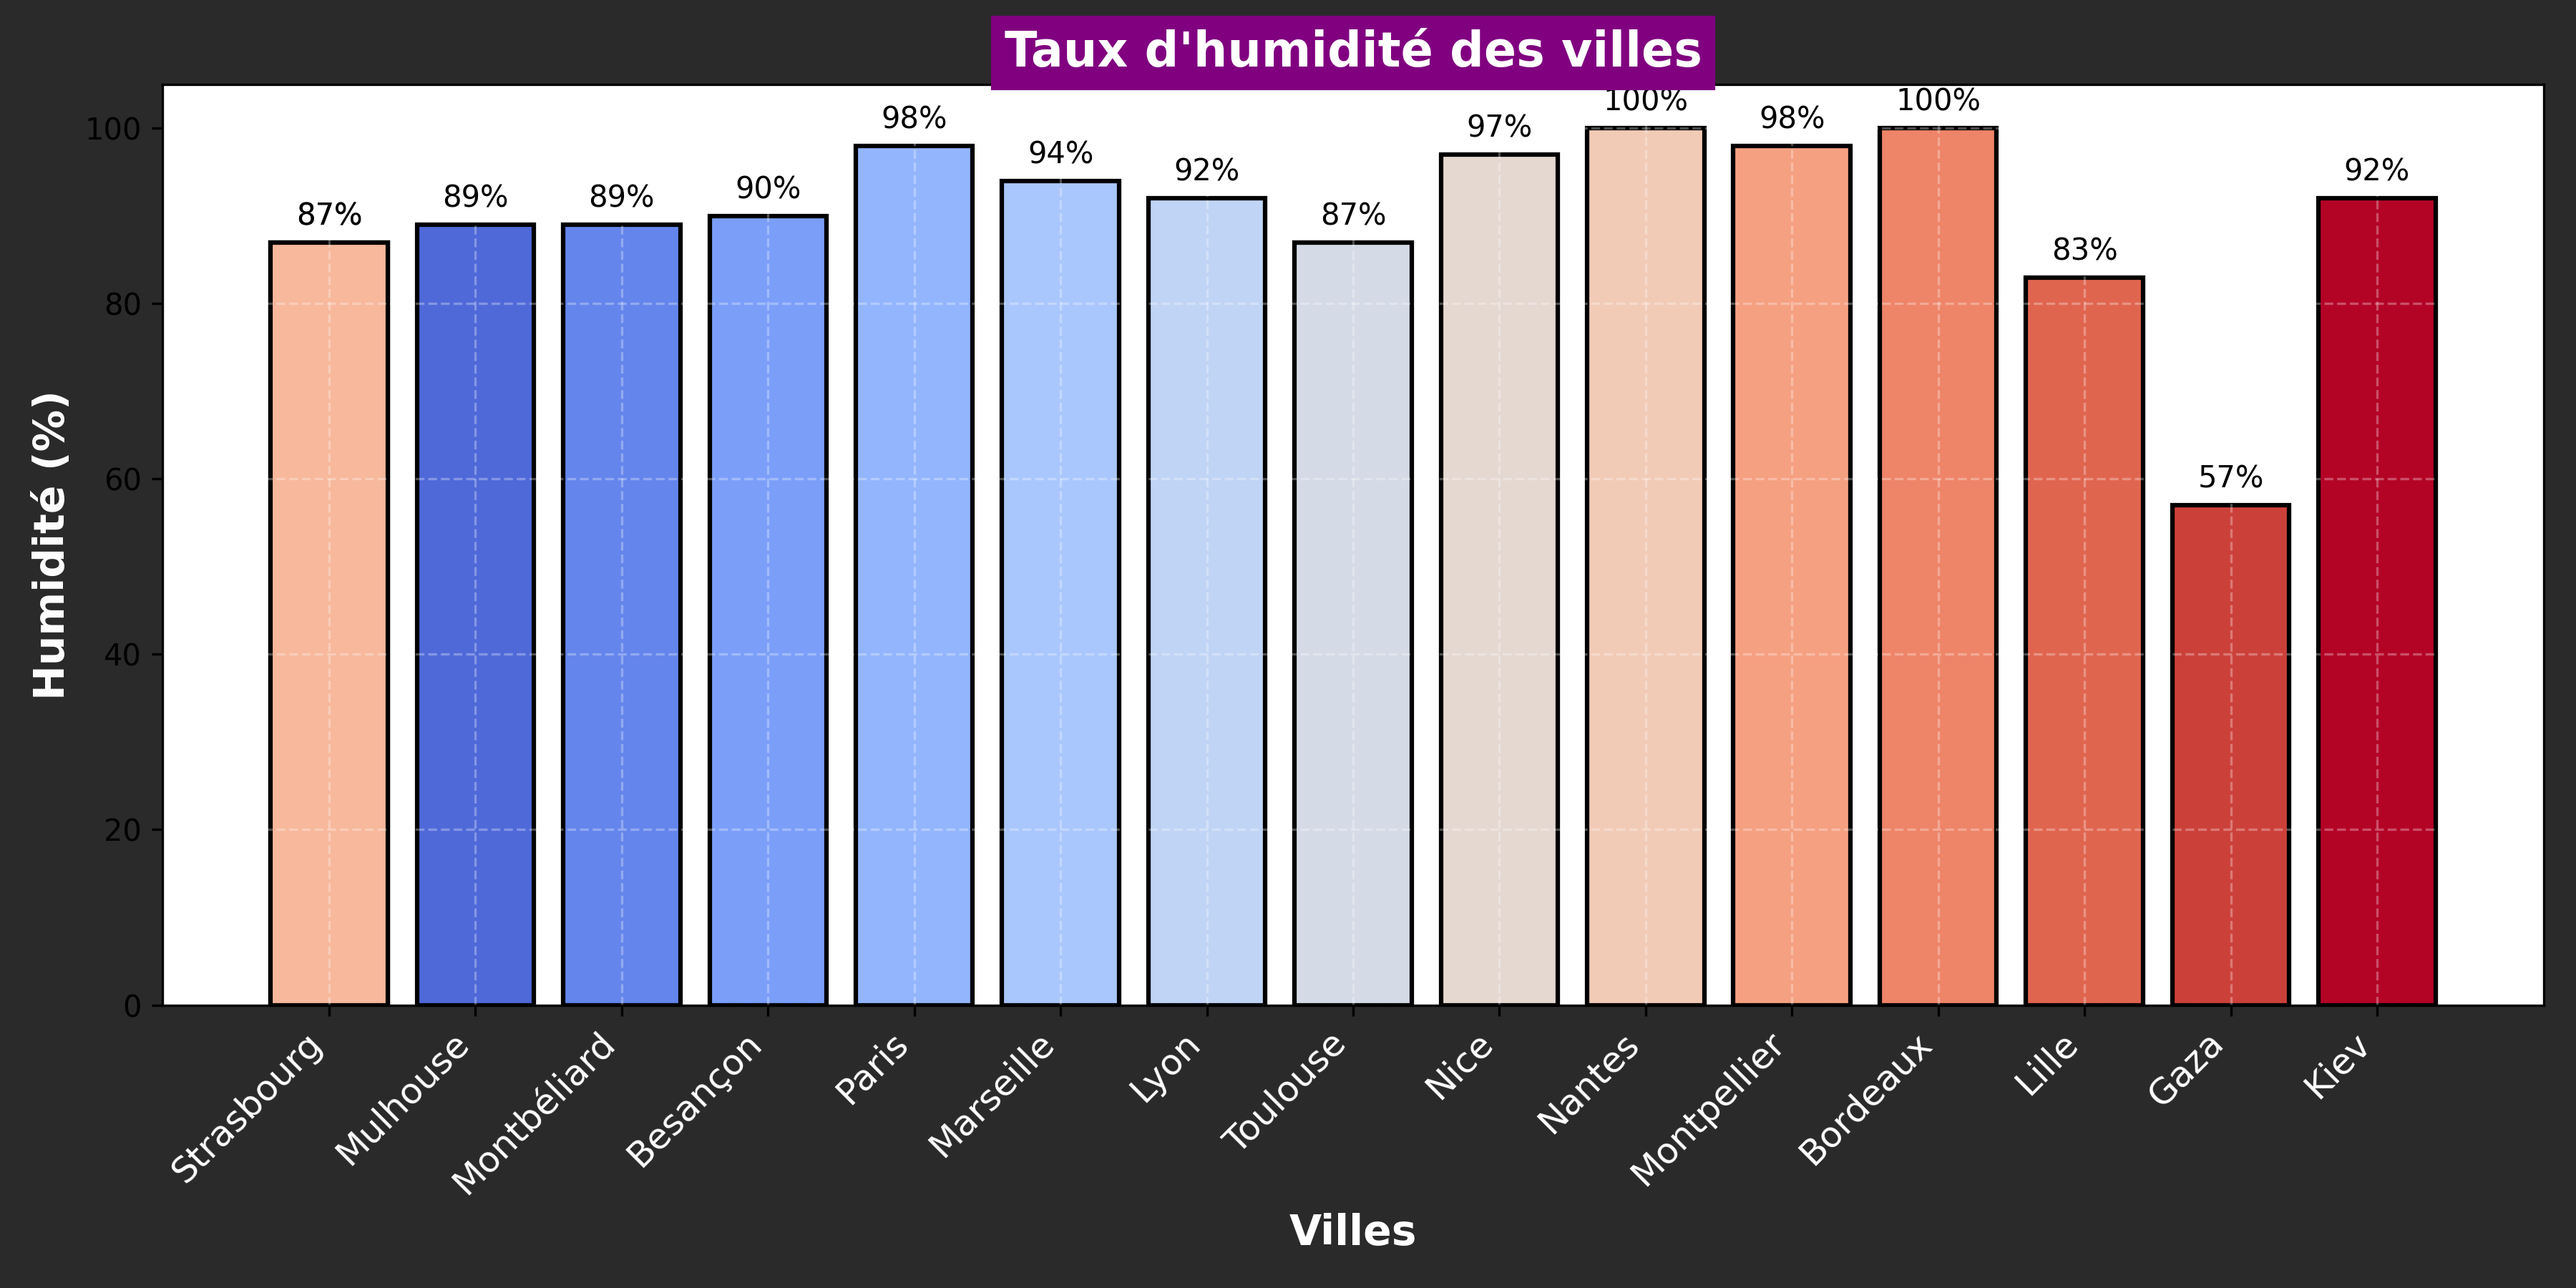 Taux d'humidité des villes
100%
100%
98%
98%
97%
94%
92%
92%
90%
89%
89%
87%
87%
83%
57%
Humidité (%)
100
80
60
40
20
0
Strasbourg
Mulhouse
Montbéliard
Besançon
Paris
Marseille
Lyon
Toulouse
Nice
Nantes
Montpellier
Bordeaux
Lille
Gaza
Kiev
Villes